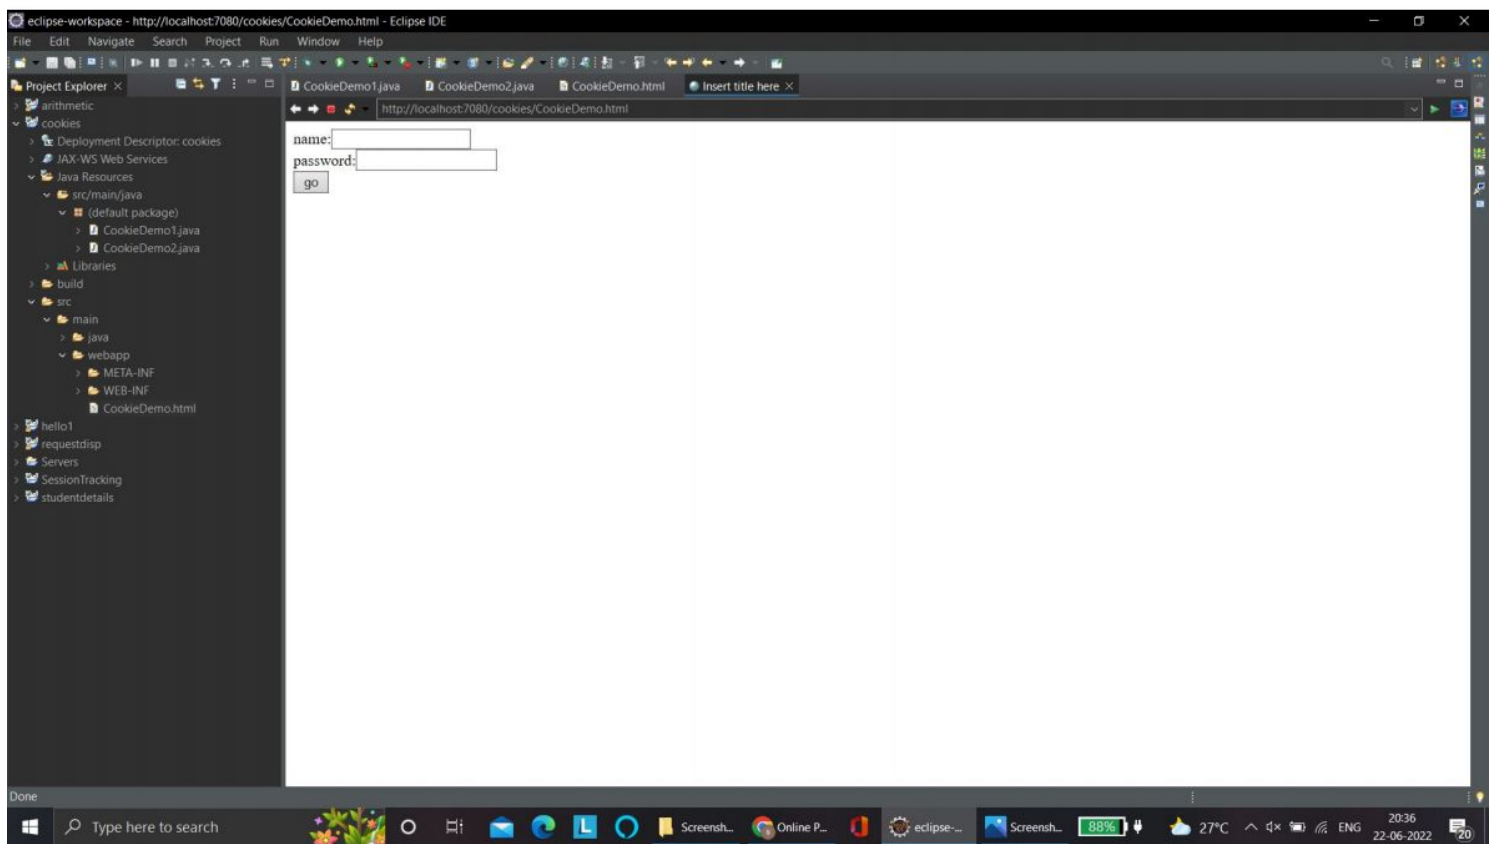 eclipse-workspace - http://localhost:7080/cookies/CookieDemo.html - Eclipse IDE
File Edit Navigate Search Project Run Window Help
Project Explorer
CookieDemo1.java CookieDemo2.java CookieDemo.html Insert title here
http://localhost:7080/cookies/CookieDemo.html
arithmetic
cookies
Deployment Descriptor: cookies
JAX-WS Web Services
Java Resources
src/main/java
(default package)
CookieDemo1.java
CookieDemo2.java
Libraries
build
src
main
java
webapp
META-INF
WEB-INF
CookieDemo.html
hello1
requestdisp
Servers
SessionTracking
studentdetails
name:
password:
go
Done
Type here to search
L
Screensh...
Online P...
eclipse-...
Screensh...
88%
27°C
ENG
20:36
22-06-2022
20